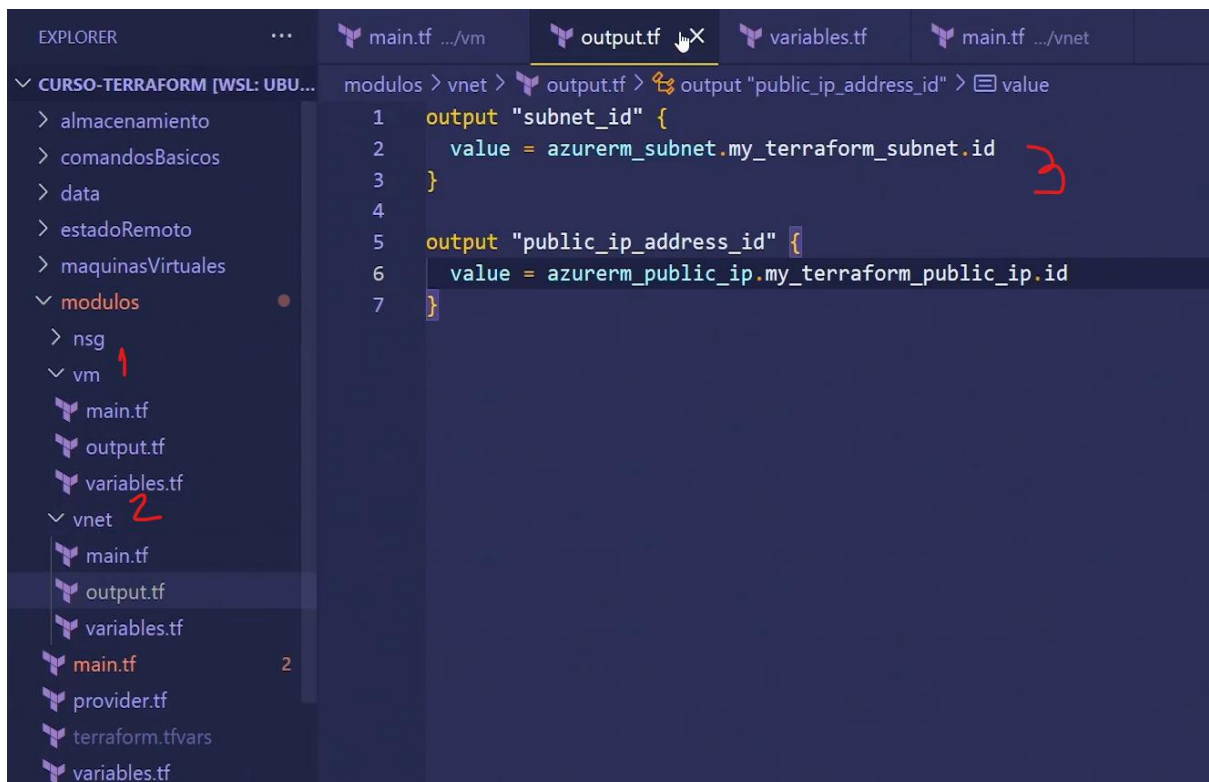 EXPLORER ...
CURSO-TERRAFORM [WSL: UBU...
almacenamiento
comandosBasicos
data
estadoRemoto
maquinasVirtuales
modulos
nsg
vm 1
main.tf
output.tf
variables.tf
vnet 2
main.tf
output.tf
variables.tf
main.tf 2
provider.tf
terraform.tfvars
variables.tf
main.tf .../vm output.tf variables.tf main.tf .../vnet
modulos > vnet > output.tf > output "public_ip_address_id" > value
1 output "subnet_id" {
2 value = azurerm_subnet.my_terraform_subnet.id 3
3 }
4
5 output "public_ip_address_id" {
6 value = azurerm_public_ip.my_terraform_public_ip.id
7 }